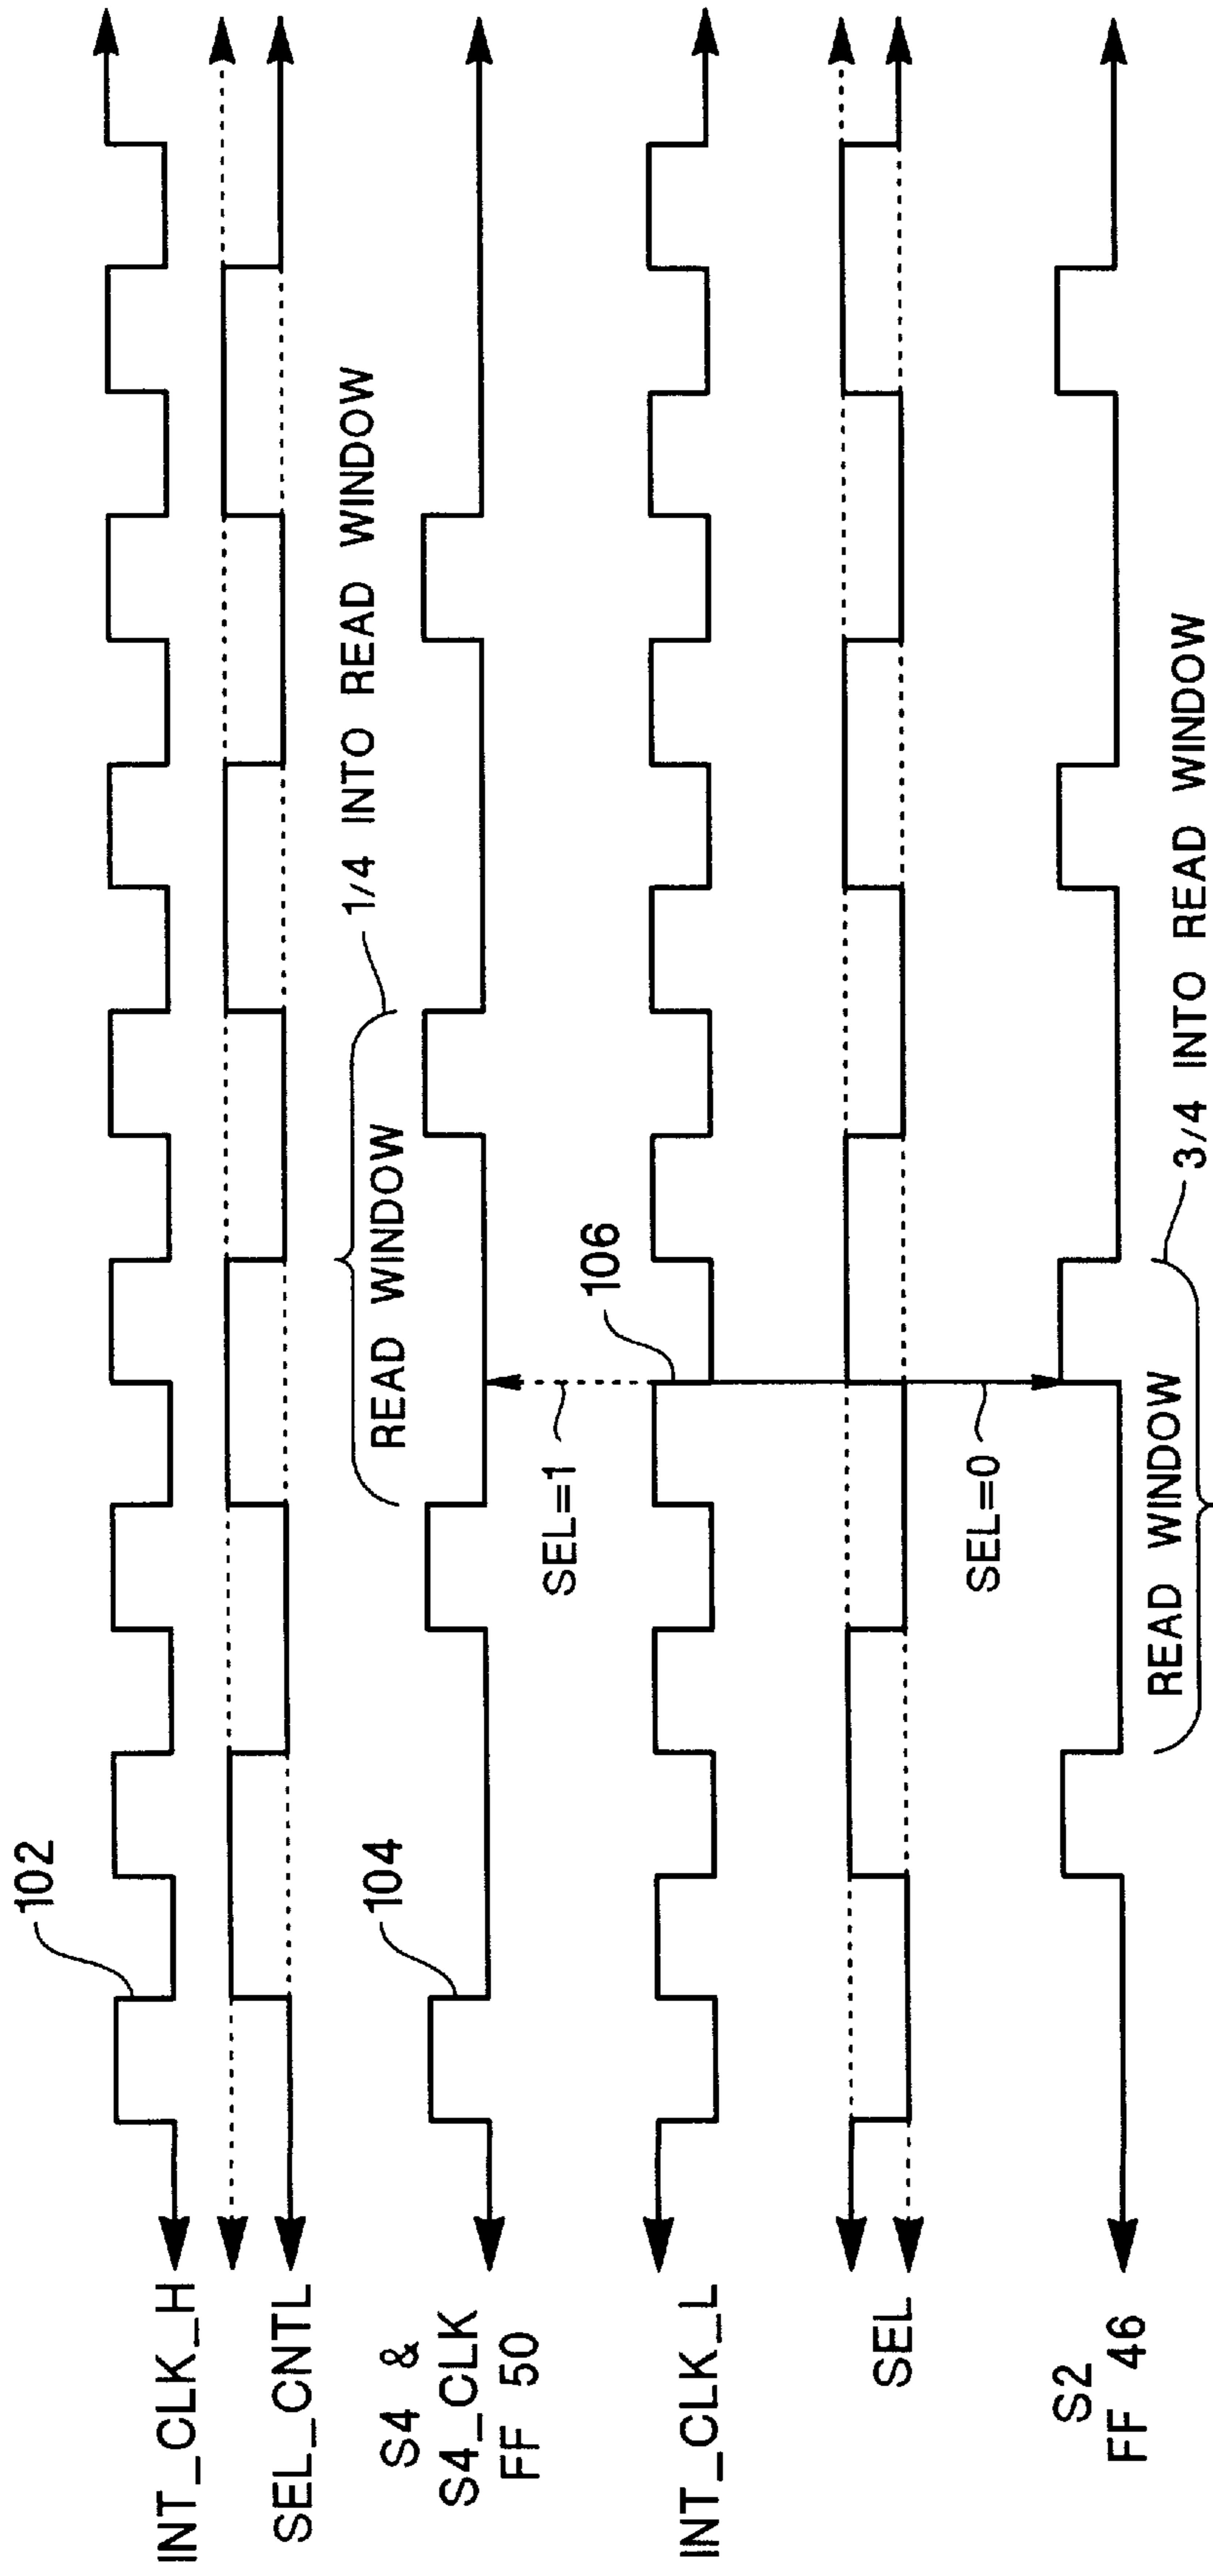 INT_CLK_H
102
SEL_CNTL
1/4 INTO READ WINDOW
READ WINDOW
S4 &
S4_CLK
FF 50
104
SEL=1
106
INT_CLK_L
SEL
SEL=0
S2
FF 46
READ WINDOW
3/4 INTO READ WINDOW